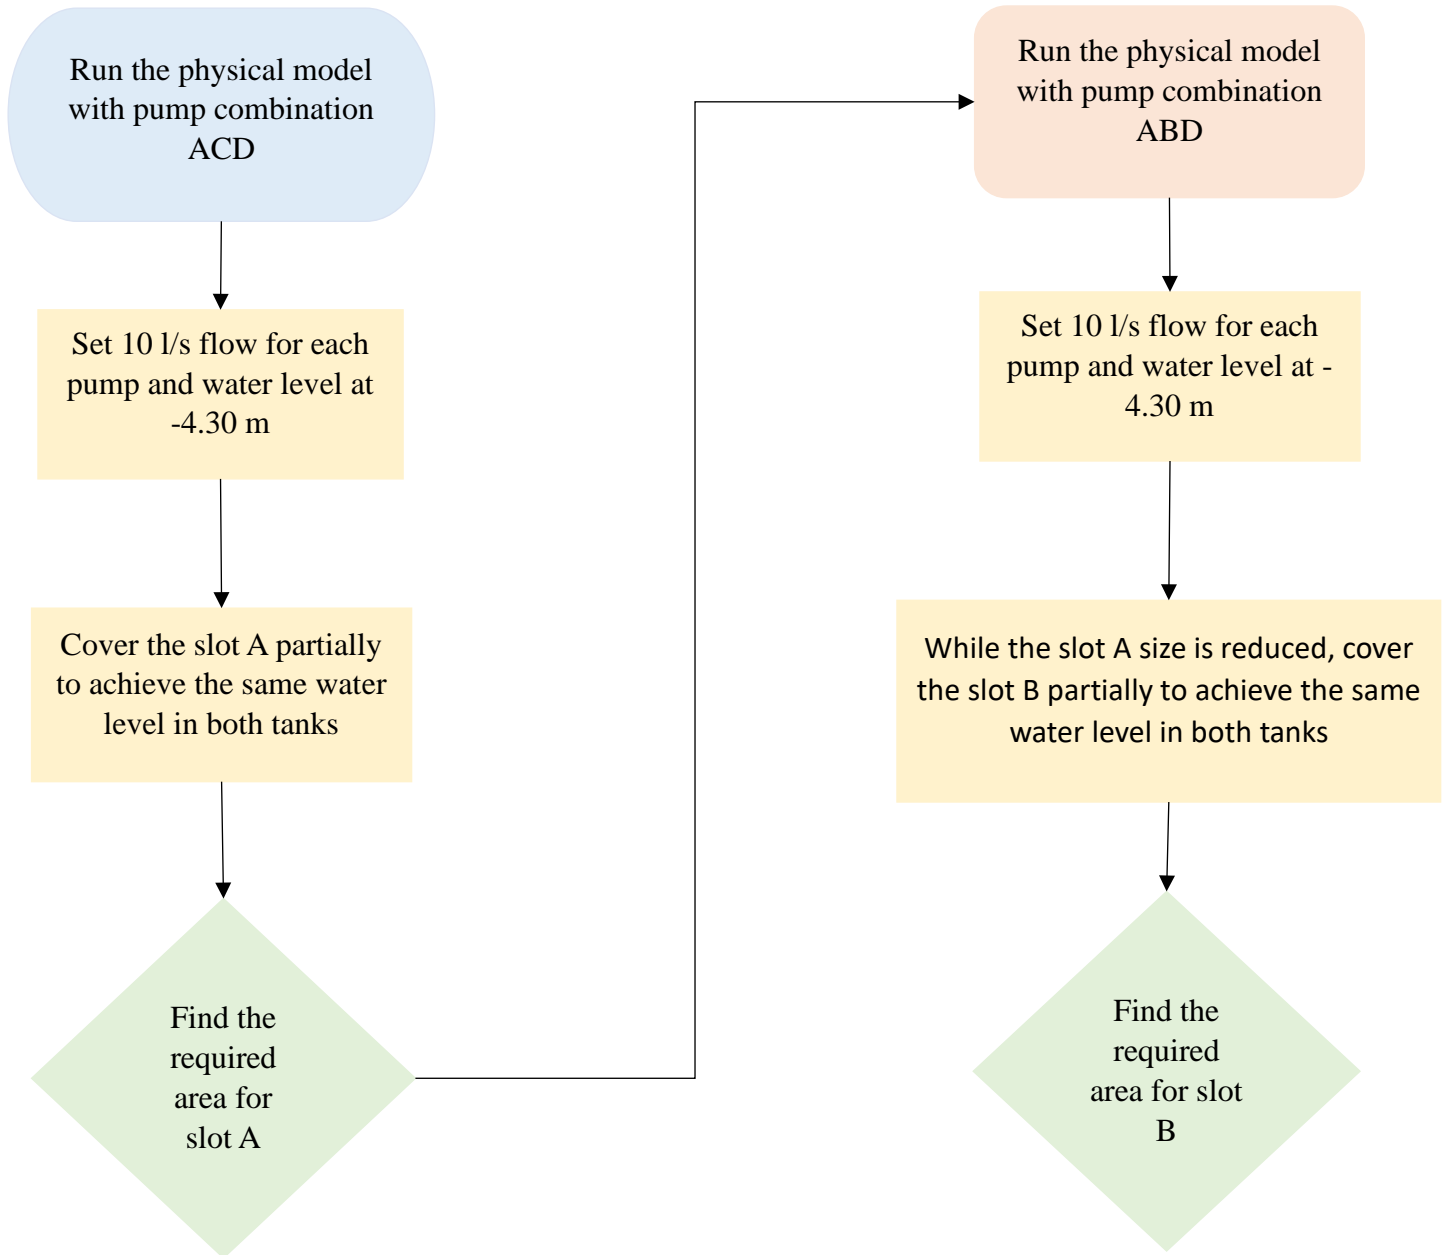 Run the physical model
with pump combination
ACD
Set 10 l/s flow for each
pump and water level at
-4.30 m
Cover the slot A partially
to achieve the same water
level in both tanks
Find the
required
area for
slot A
Run the physical model
with pump combination
ABD
Set 10 l/s flow for each
pump and water level at -
4.30 m
While the slot A size is reduced, cover
the slot B partially to achieve the same
water level in both tanks
Find the
required
area for slot
B